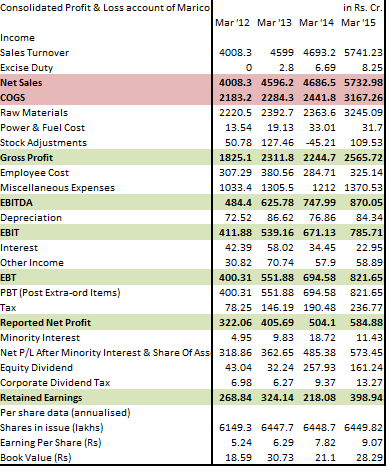 Consolidated Profit & Loss account of Marico in Rs. Cr.
Mar '12 Mar '13 Mar '14 Mar '15
Income
Sales Turnover 4008.3 4599 4693.2 5741.23
Excise Duty 0 2.8 6.69 8.25
Net Sales 4008.3 4596.2 4686.5 5732.98
COGS 2183.2 2284.3 2441.8 3167.26
Raw Materials 2220.5 2392.7 2363.6 3245.09
Power & Fuel Cost 13.54 19.13 33.01 31.7
Stock Adjustments 50.78 127.46 -45.21 109.53
Gross Profit 1825.1 2311.8 2244.7 2565.72
Employee Cost 307.29 380.56 284.71 325.14
Miscellaneous Expenses 1033.4 1305.5 1212 1370.53
EBITDA 484.4 625.78 747.99 870.05
Depreciation 72.52 86.62 76.86 84.34
EBIT 411.88 539.16 671.13 785.71
Interest 42.39 58.02 34.45 22.95
Other Income 30.82 70.74 57.9 58.89
EBT 400.31 551.88 694.58 821.65
PBT (Post Extra-ord Items) 400.31 551.88 694.58 821.65
Tax 78.25 146.19 190.48 236.77
Reported Net Profit 322.06 405.69 504.1 584.88
Minority Interest 4.95 9.83 18.72 11.43
Net P/L After Minority Interest & Share Of Ass 318.86 362.65 485.38 573.45
Equity Dividend 43.04 32.24 257.93 161.24
Corporate Dividend Tax 6.98 6.27 9.37 13.27
Retained Earnings 268.84 324.14 218.08 398.94
Per share data (annualised)
Shares in issue (lakhs) 6149.3 6447.7 6448.7 6449.82
Earning Per Share (Rs) 5.24 6.29 7.82 9.07
Book Value (Rs) 18.59 30.73 21.1 28.29